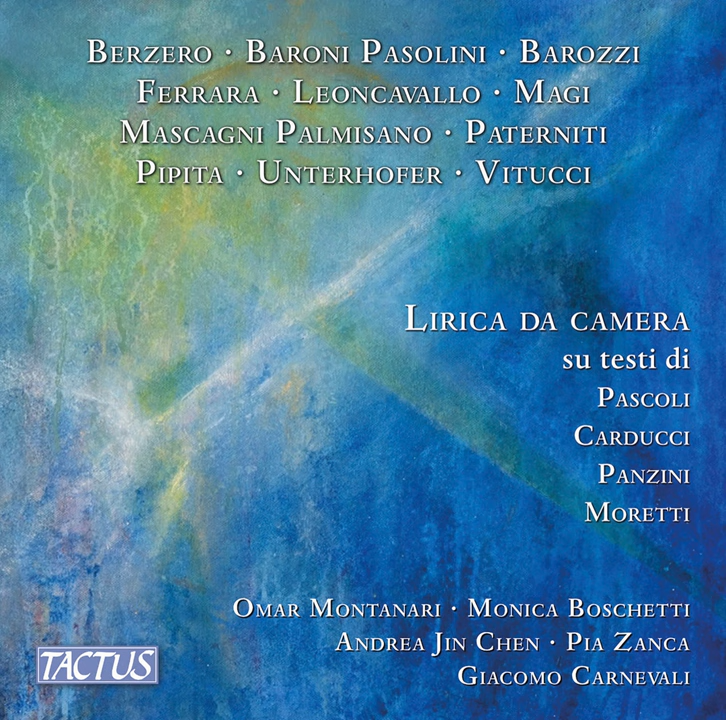 Berzero · Baroni Pasolini · Barozzi
Ferrara · Leoncavallo · Magi
Mascagni Palmisano · Paterniti
Pipita · Unterhofer · Vitucci
Lirica da camera
su testi di
Pascoli
Carducci
Panzini
Moretti
Omar Montanari · Monica Boschetti
Andrea Jin Chen · Pia Zanca
Giacomo Carnevali
TACTUS